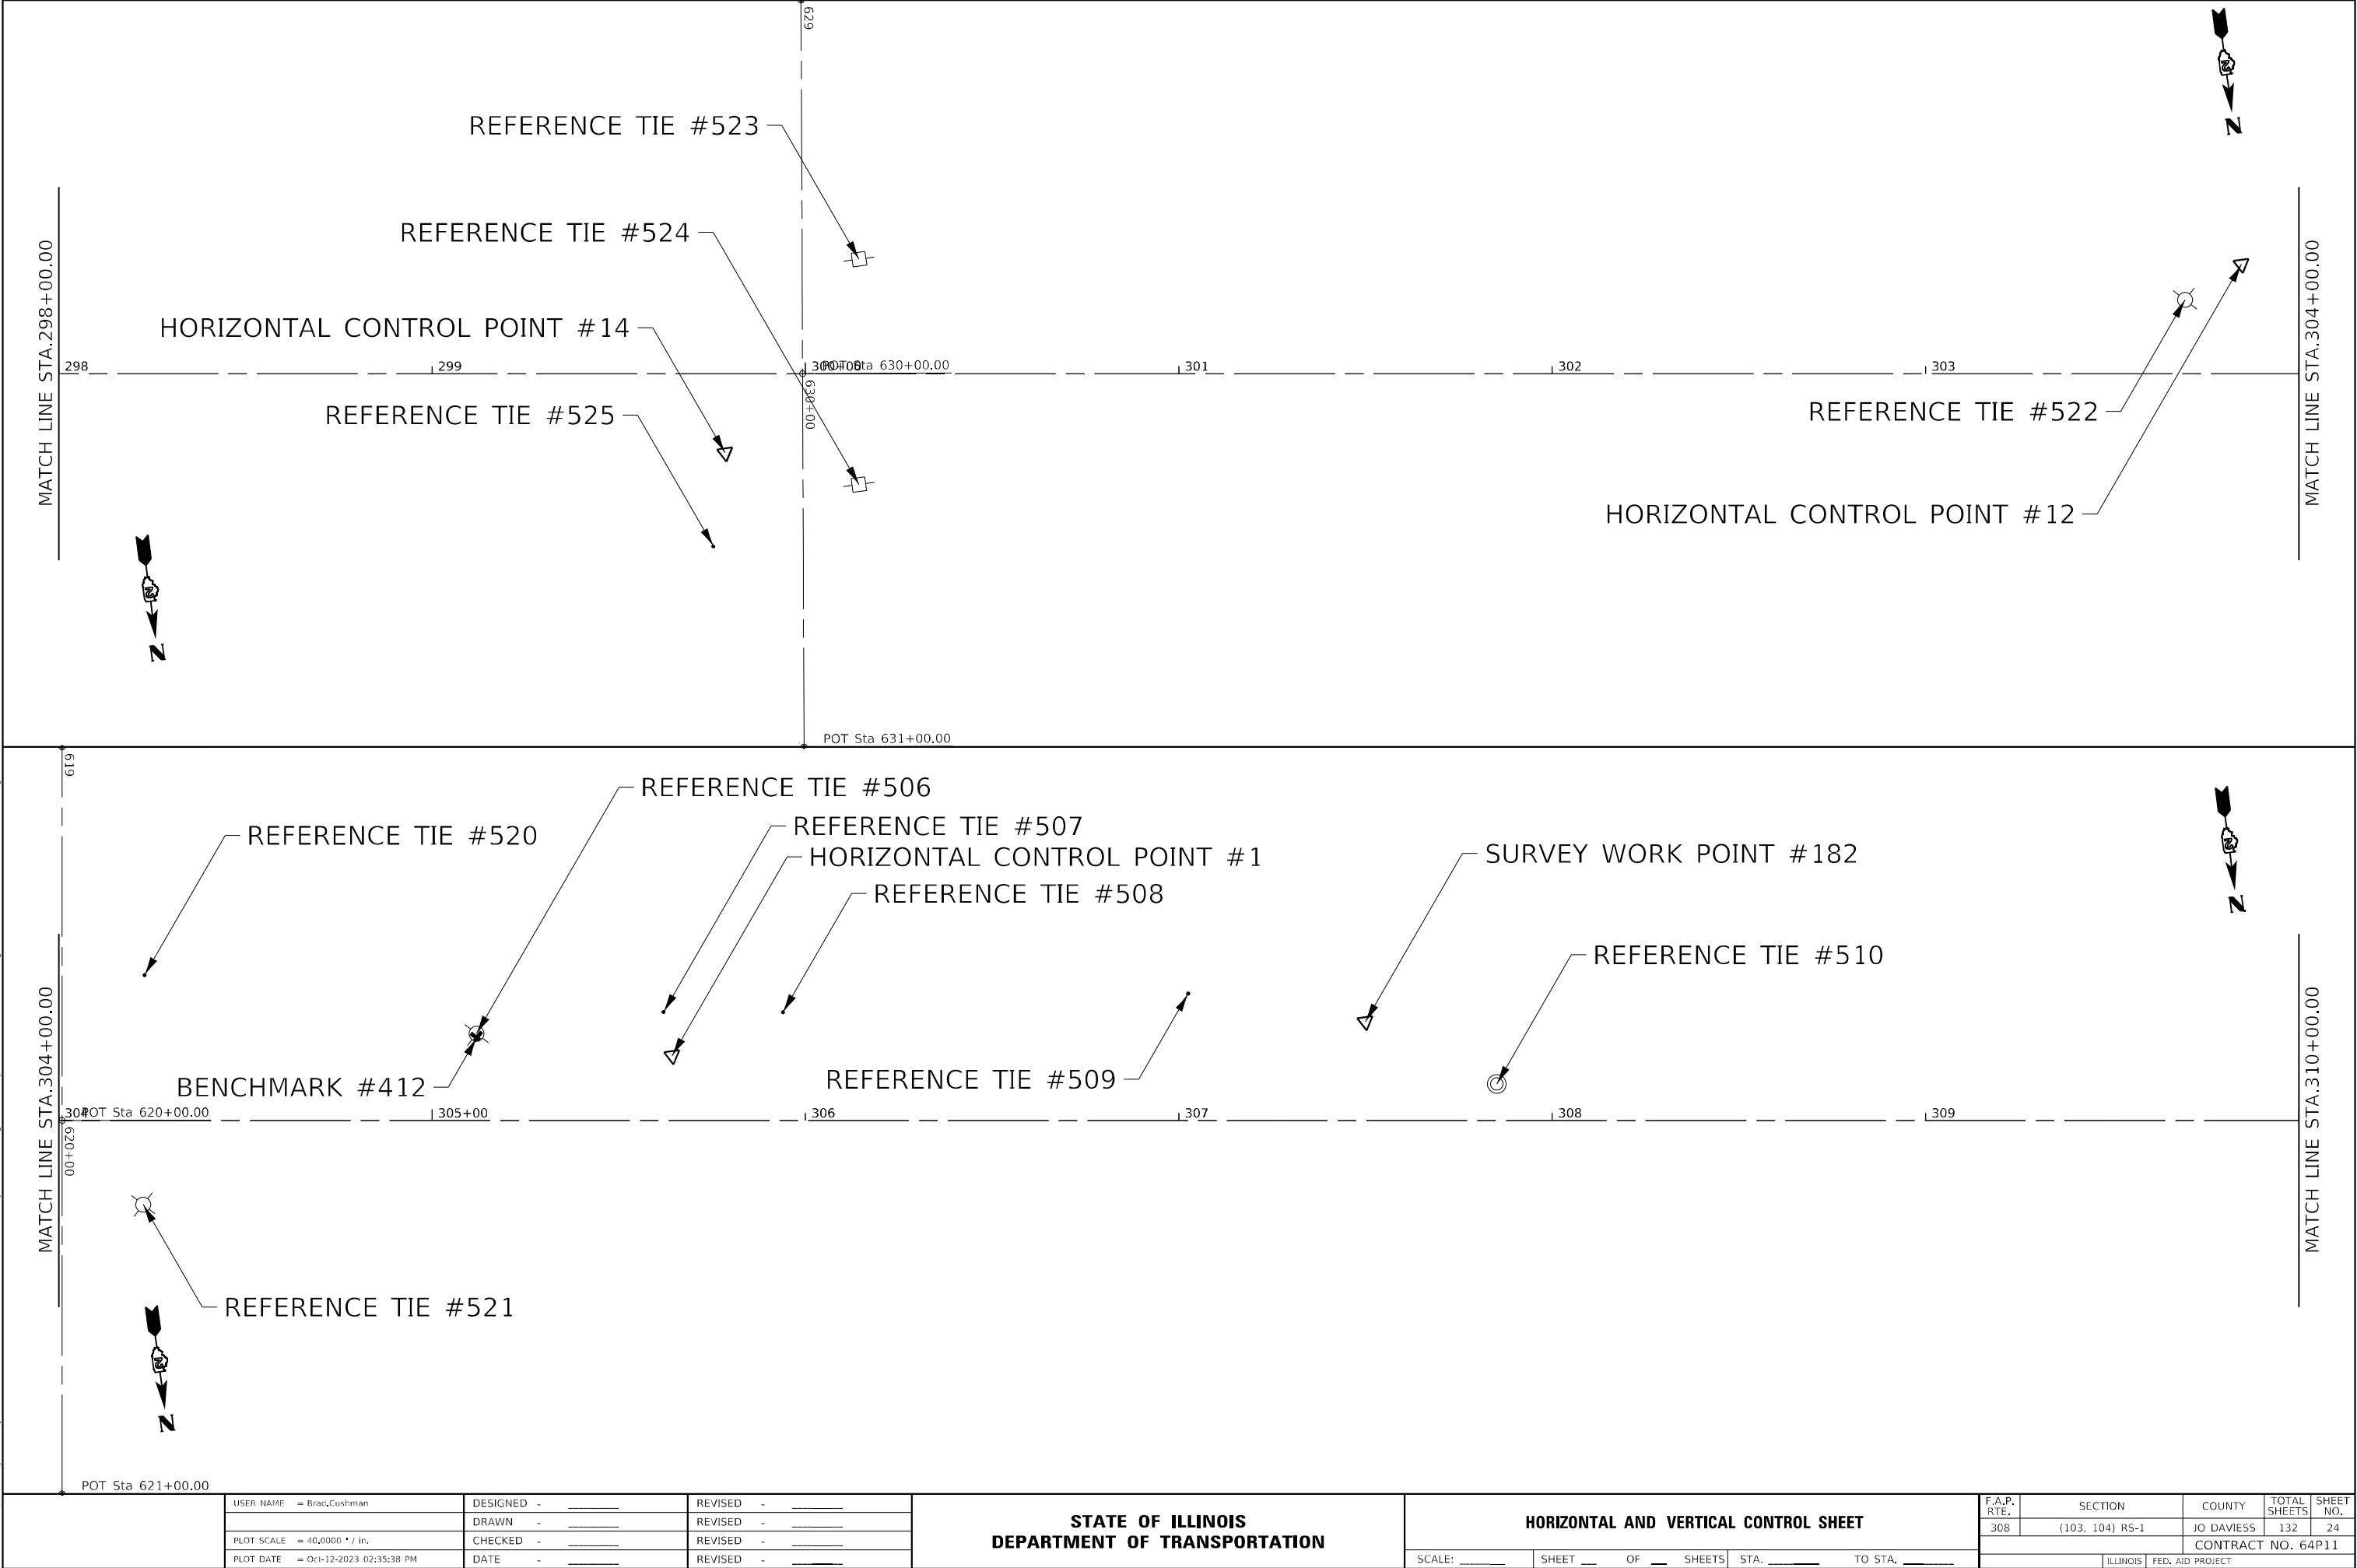 629
N
REFERENCE TIE #523
REFERENCE TIE #524
HORIZONTAL CONTROL POINT #14
REFERENCE TIE #525
MATCH LINE STA.298+00.00
298
299
300+00
POT Sta 630+00.00
630+00
301
302
303
REFERENCE TIE #522
HORIZONTAL CONTROL POINT #12
MATCH LINE STA.304+00.00
N
POT Sta 631+00.00
619
REFERENCE TIE #506
REFERENCE TIE #507
REFERENCE TIE #520
HORIZONTAL CONTROL POINT #1
SURVEY WORK POINT #182
REFERENCE TIE #508
N
REFERENCE TIE #510
REFERENCE TIE #509
BENCHMARK #412
MATCH LINE STA.304+00.00
304
POT Sta 620+00.00
620+00
305+00
306
307
308
309
MATCH LINE STA.310+00.00
REFERENCE TIE #521
N
POT Sta 621+00.00
USER NAME = Brad.Cushman
PLOT SCALE = 40.0000 ' / in.
PLOT DATE = Oct-12-2023 02:35:38 PM
DESIGNED -
DRAWN -
CHECKED -
DATE -
REVISED -
REVISED -
REVISED -
REVISED -
STATE OF ILLINOIS
DEPARTMENT OF TRANSPORTATION
HORIZONTAL AND VERTICAL CONTROL SHEET
SCALE: SHEET OF SHEETS STA. TO STA.
F.A.P. RTE. SECTION COUNTY TOTAL SHEETS SHEET NO.
308 (103, 104) RS-1 JO DAVIESS 132 24
CONTRACT NO. 64P11
ILLINOIS FED. AID PROJECT